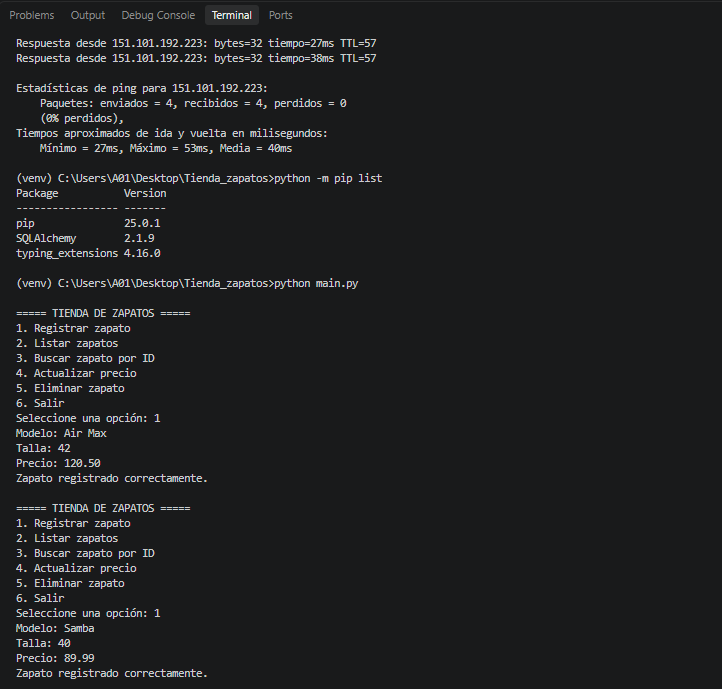 Problems Output Debug Console Terminal Ports
Respuesta desde 151.101.192.223: bytes=32 tiempo=27ms TTL=57
Respuesta desde 151.101.192.223: bytes=32 tiempo=38ms TTL=57
Estadísticas de ping para 151.101.192.223:
Paquetes: enviados = 4, recibidos = 4, perdidos = 0
(0% perdidos),
Tiempos aproximados de ida y vuelta en milisegundos:
Mínimo = 27ms, Máximo = 53ms, Media = 40ms
(venv) C:\Users\A01\Desktop\Tienda_zapatos>python -m pip list
Package Version
----------------- -------
pip 25.0.1
SQLAlchemy 2.1.9
typing_extensions 4.16.0
(venv) C:\Users\A01\Desktop\Tienda_zapatos>python main.py
===== TIENDA DE ZAPATOS =====
1. Registrar zapato
2. Listar zapatos
3. Buscar zapato por ID
4. Actualizar precio
5. Eliminar zapato
6. Salir
Seleccione una opción: 1
Modelo: Air Max
Talla: 42
Precio: 120.50
Zapato registrado correctamente.
===== TIENDA DE ZAPATOS =====
1. Registrar zapato
2. Listar zapatos
3. Buscar zapato por ID
4. Actualizar precio
5. Eliminar zapato
6. Salir
Seleccione una opción: 1
Modelo: Samba
Talla: 40
Precio: 89.99
Zapato registrado correctamente.